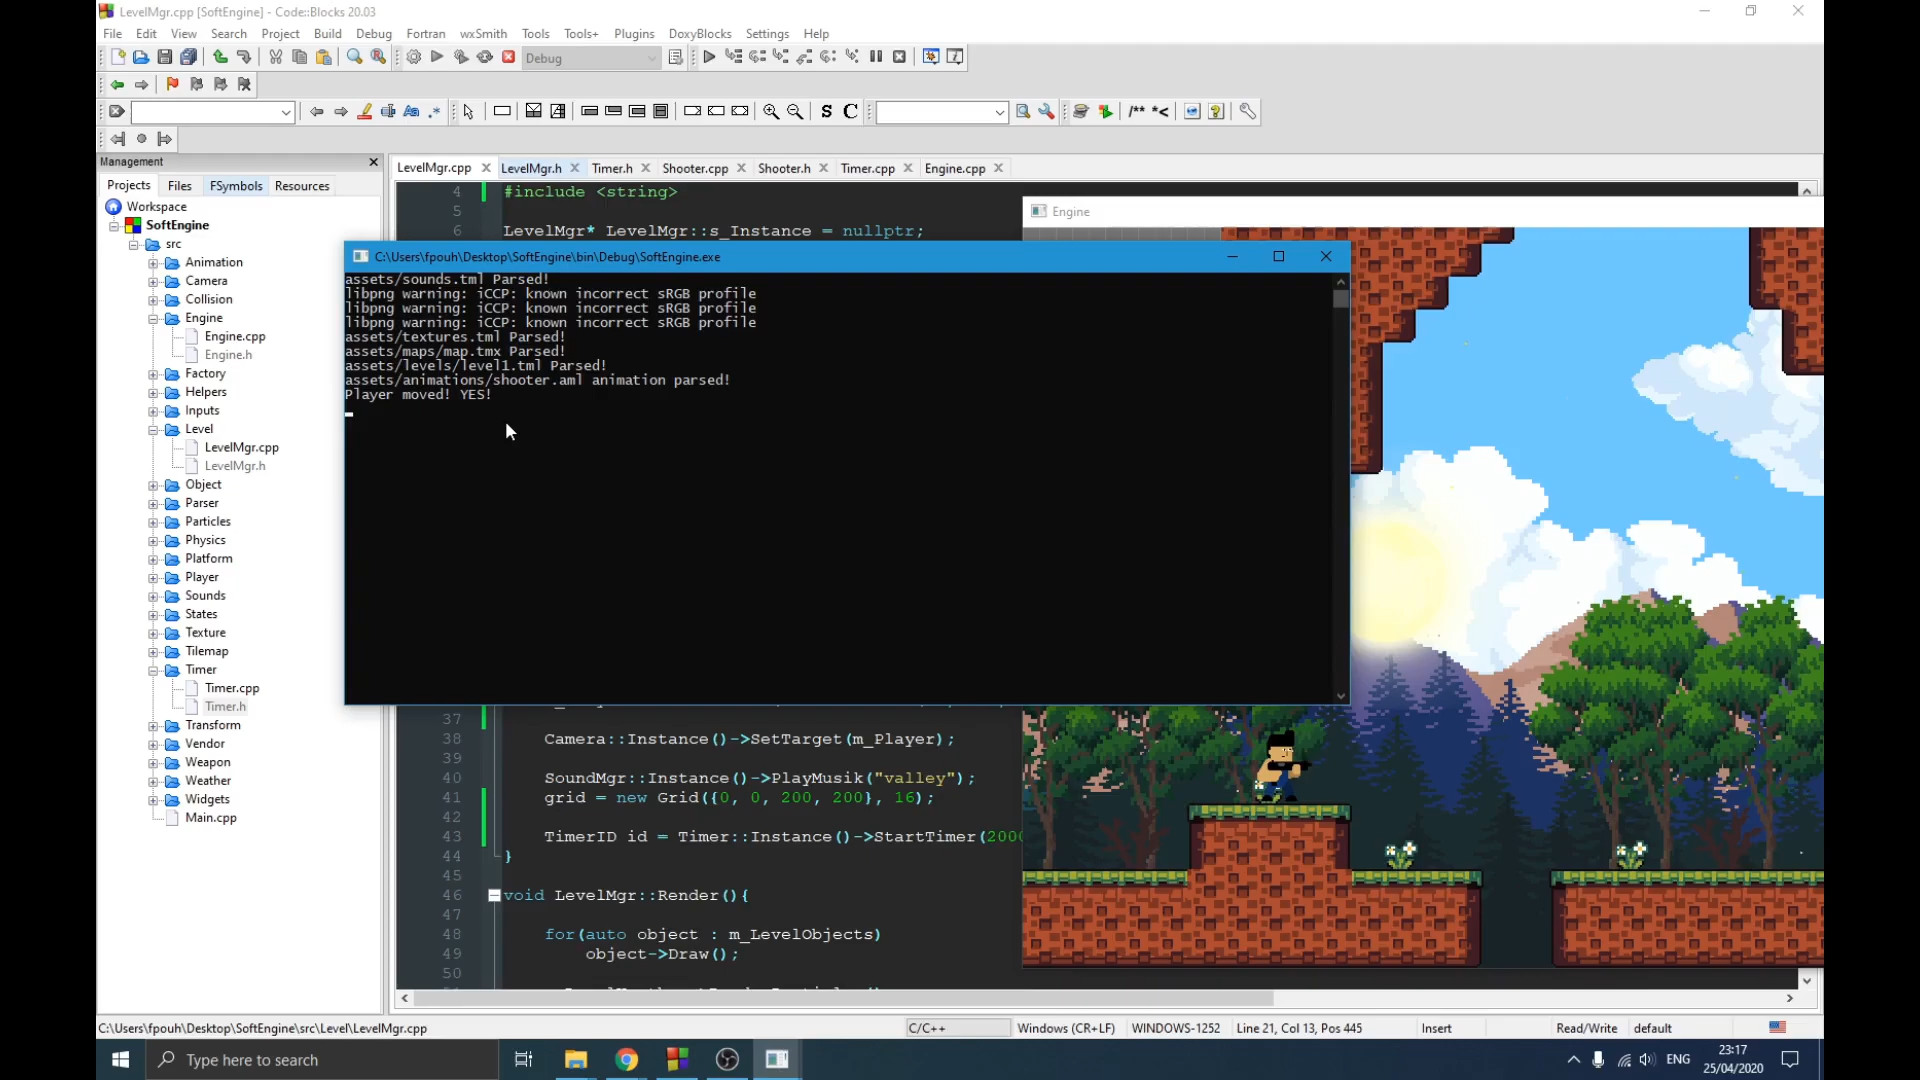 LevelMgr.cpp [SoftEngine] - Code::Blocks 20.03
File Edit View Search Project Build Debug Fortran wxSmith Tools Tools+ Plugins DoxyBlocks Settings Help
Debug
S C
/** *<
Management
Projects Files FSymbols Resources
Workspace
SoftEngine
src
Animation
Camera
Collision
Engine
Engine.cpp
Engine.h
Factory
Helpers
Inputs
Level
LevelMgr.cpp
LevelMgr.h
Object
Parser
Particles
Physics
Platform
Player
Sounds
States
Texture
Tilemap
Timer
Timer.cpp
Timer.h
Transform
Vendor
Weapon
Weather
Widgets
Main.cpp
LevelMgr.cpp LevelMgr.h Timer.h Shooter.cpp Shooter.h Timer.cpp Engine.cpp
4 #include <string>
5
6 LevelMgr* LevelMgr::s_Instance = nullptr;
Engine
C:\Users\fpouh\Desktop\SoftEngine\bin\Debug\SoftEngine.exe
assets/sounds.tml Parsed!
libpng warning: iCCP: known incorrect sRGB profile
libpng warning: iCCP: known incorrect sRGB profile
libpng warning: iCCP: known incorrect sRGB profile
assets/textures.tml Parsed!
assets/maps/map.tmx Parsed!
assets/levels/level1.tml Parsed!
assets/animations/shooter.aml animation parsed!
Player moved! YES!
37
38 Camera::Instance()->SetTarget(m_Player);
39
40 SoundMgr::Instance()->PlayMusik("valley");
41 grid = new Grid({0, 0, 200, 200}, 16);
42
43 TimerID id = Timer::Instance()->StartTimer(2000
44 }
45
46 void LevelMgr::Render(){
47
48 for(auto object : m_LevelObjects)
49 object->Draw();
50
C:\Users\fpouh\Desktop\SoftEngine\src\Level\LevelMgr.cpp C/C++ Windows (CR+LF) WINDOWS-1252 Line 21, Col 13, Pos 445 Insert Read/Write default
Type here to search
ENG
23:17
25/04/2020